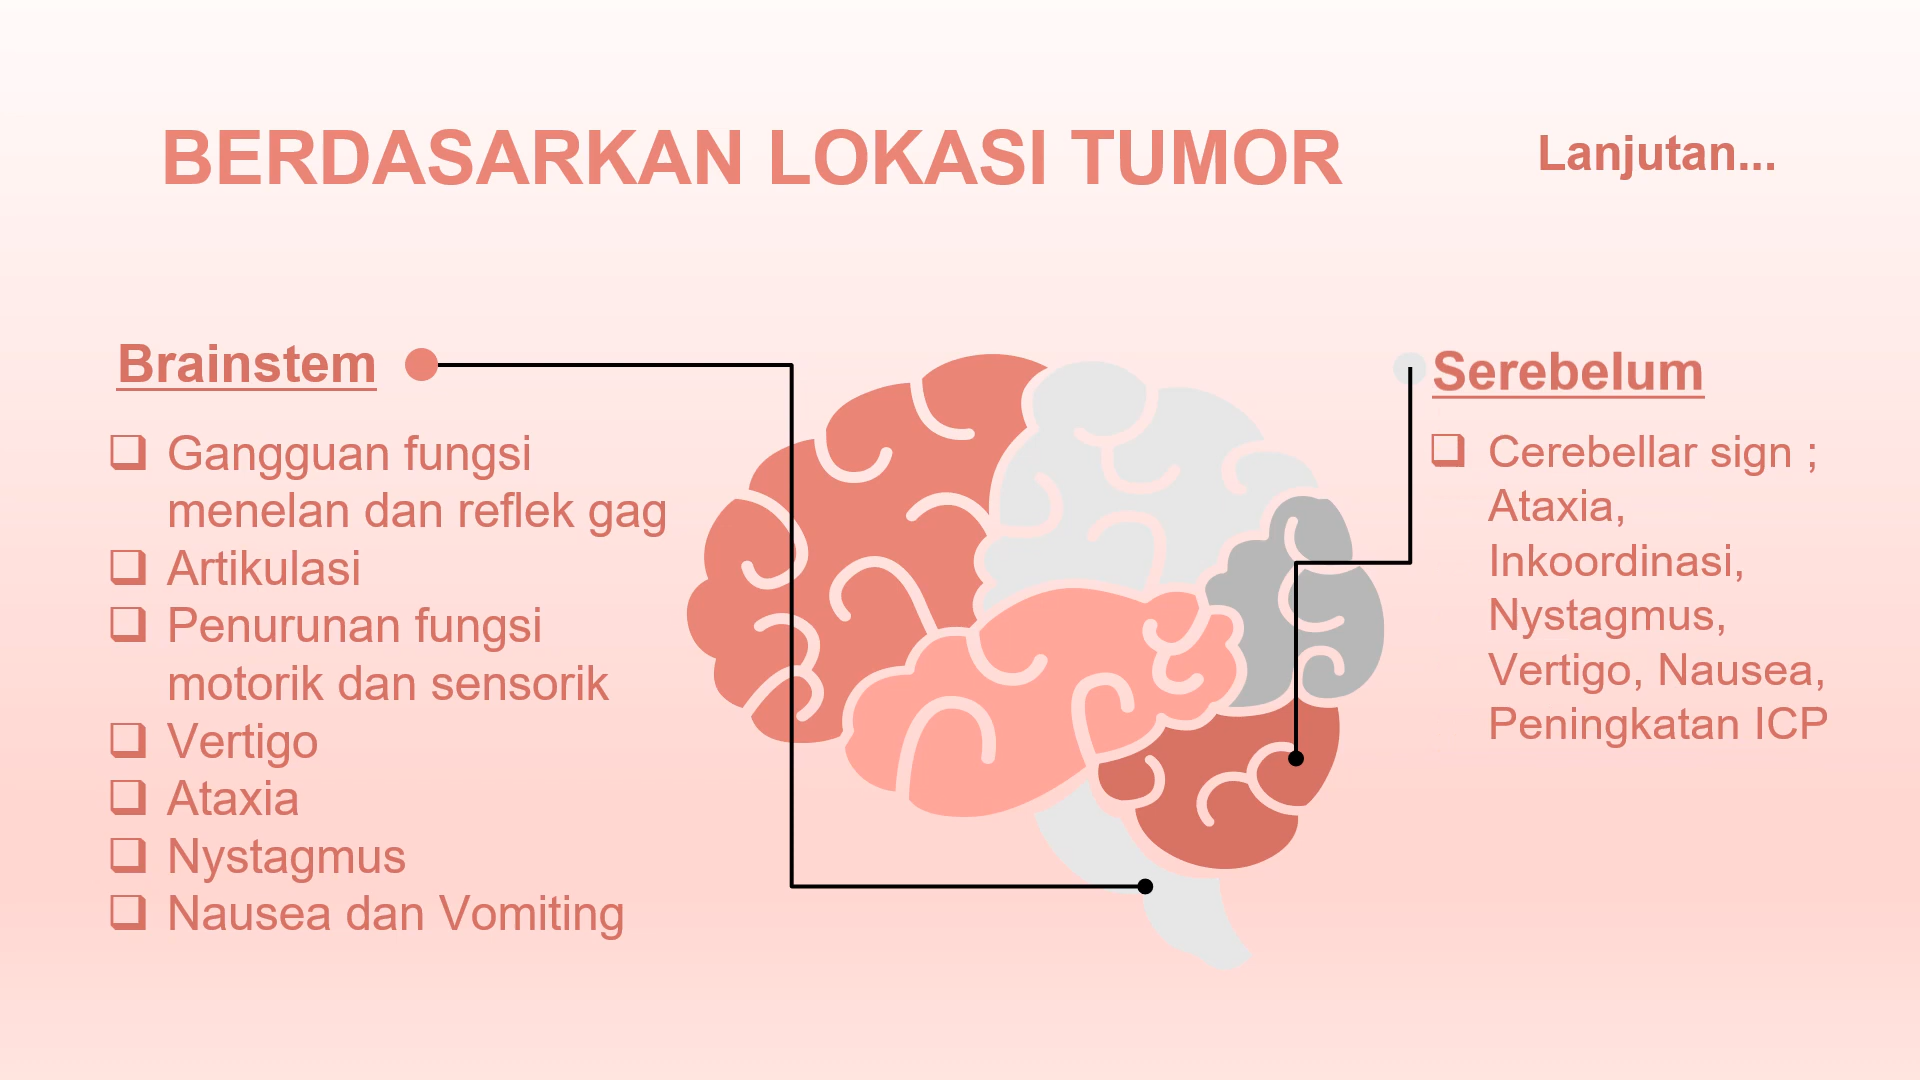 BERDASARKAN LOKASI TUMOR
Lanjutan...
Brainstem
❑ Gangguan fungsi
menelan dan reflek gag
❑ Artikulasi
❑ Penurunan fungsi
motorik dan sensorik
❑ Vertigo
❑ Ataxia
❑ Nystagmus
❑ Nausea dan Vomiting
Serebelum
❑ Cerebellar sign ;
Ataxia,
Inkoordinasi,
Nystagmus,
Vertigo, Nausea,
Peningkatan ICP